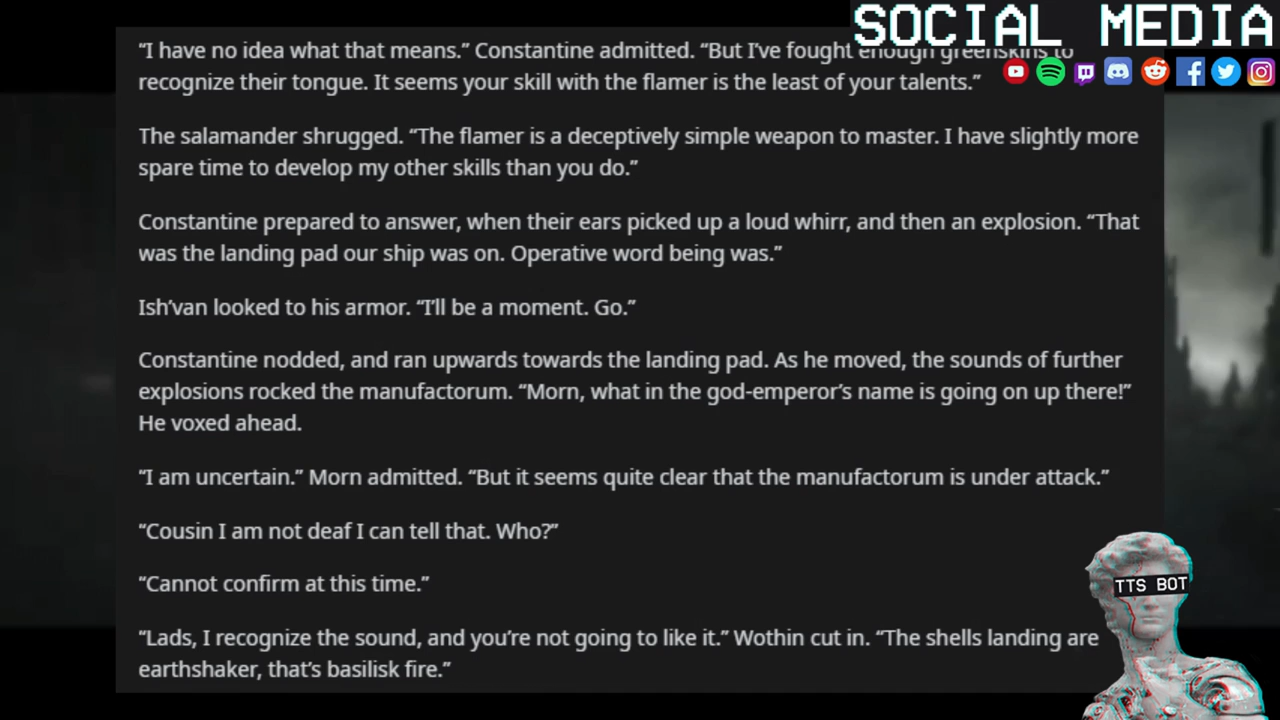 SOCIAL MEDIA
“I have no idea what that means.” Constantine admitted. “But I’ve fought enough greenskins to
recognize their tongue. It seems your skill with the flamer is the least of your talents.”
The salamander shrugged. “The flamer is a deceptively simple weapon to master. I have slightly more
spare time to develop my other skills than you do.”
Constantine prepared to answer, when their ears picked up a loud whirr, and then an explosion. “That
was the landing pad our ship was on. Operative word being was.”
Ish’van looked to his armor. “I’ll be a moment. Go.”
Constantine nodded, and ran upwards towards the landing pad. As he moved, the sounds of further
explosions rocked the manufactorum. “Morn, what in the god-emperor’s name is going on up there!”
He voxed ahead.
“I am uncertain.” Morn admitted. “But it seems quite clear that the manufactorum is under attack.”
“Cousin I am not deaf I can tell that. Who?”
“Cannot confirm at this time.”
“Lads, I recognize the sound, and you’re not going to like it.” Wothin cut in. “The shells landing are
earthshaker, that’s basilisk fire.”
TTS BOT